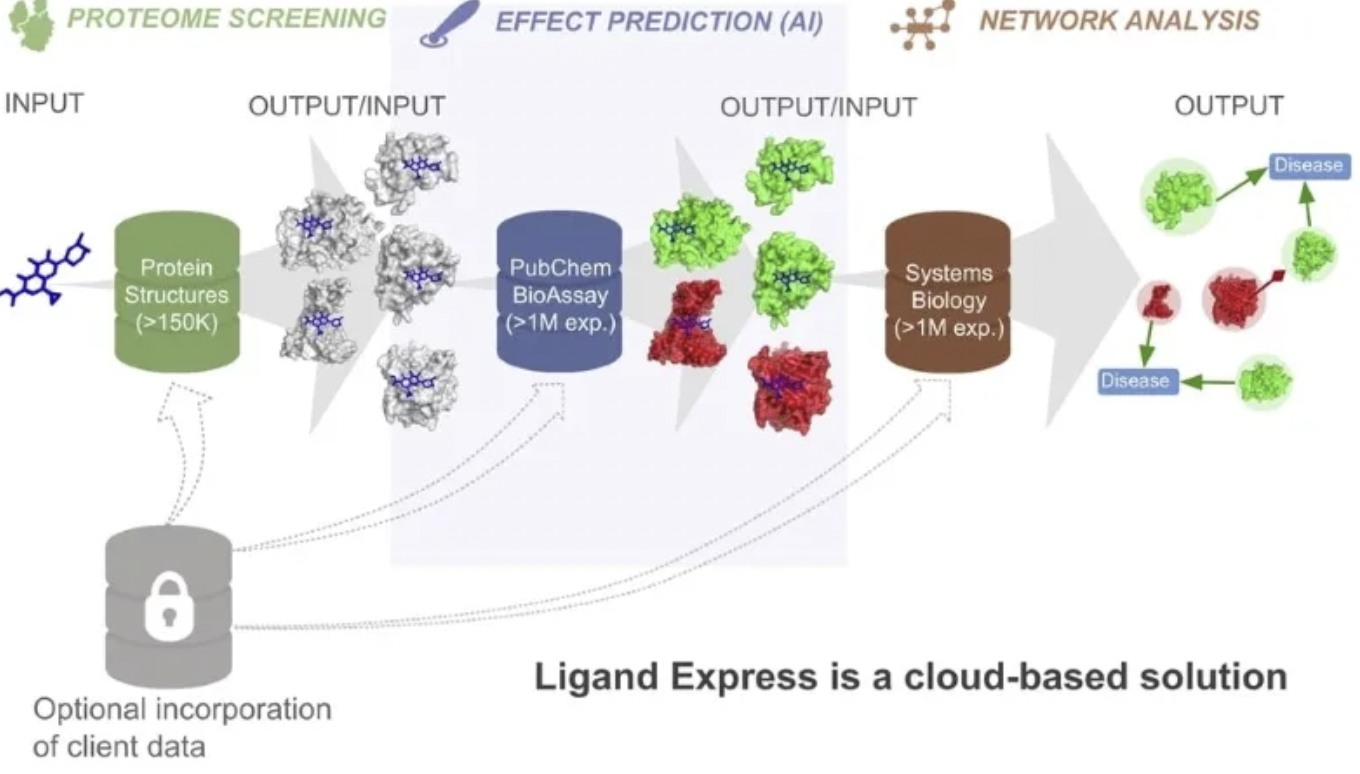 PROTEOME SCREENING
EFFECT PREDICTION (AI)
NETWORK ANALYSIS
INPUT
OUTPUT/INPUT
OUTPUT/INPUT
OUTPUT
Protein
Structures
(>150K)
PubChem
BioAssay
(>1M exp.)
Systems
Biology
(>1M exp.)
Disease
Disease
Optional incorporation
of client data
Ligand Express is a cloud-based solution